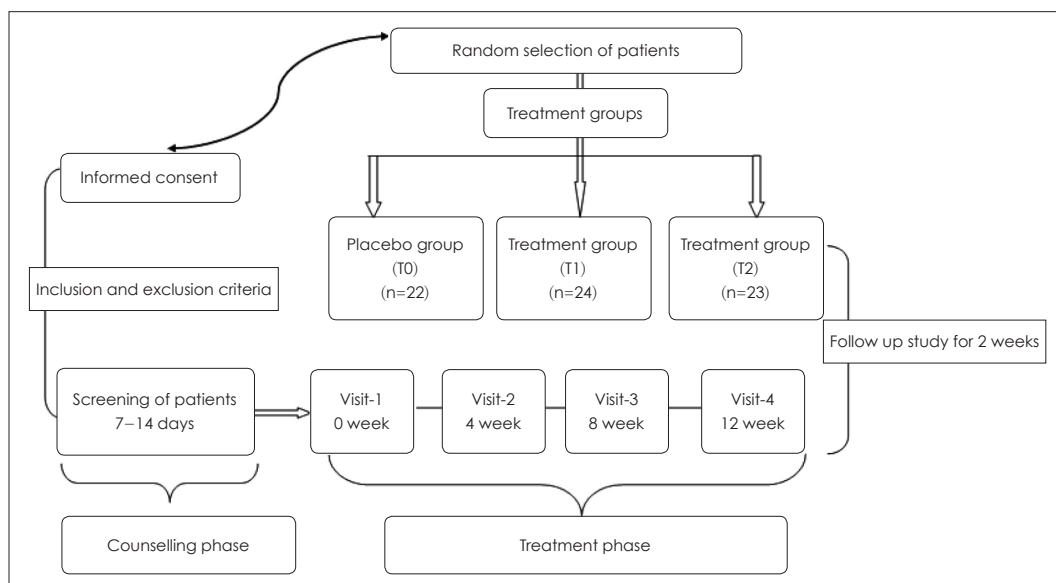 Random selection of patients
Treatment groups
Informed consent
Placebo group
(T0)
(n=22)
Treatment group
(T1)
(n=24)
Treatment group
(T2)
(n=23)
Inclusion and exclusion criteria
Follow up study for 2 weeks
Screening of patients
7–14 days
Visit-1
0 week
Visit-2
4 week
Visit-3
8 week
Visit-4
12 week
Counselling phase
Treatment phase